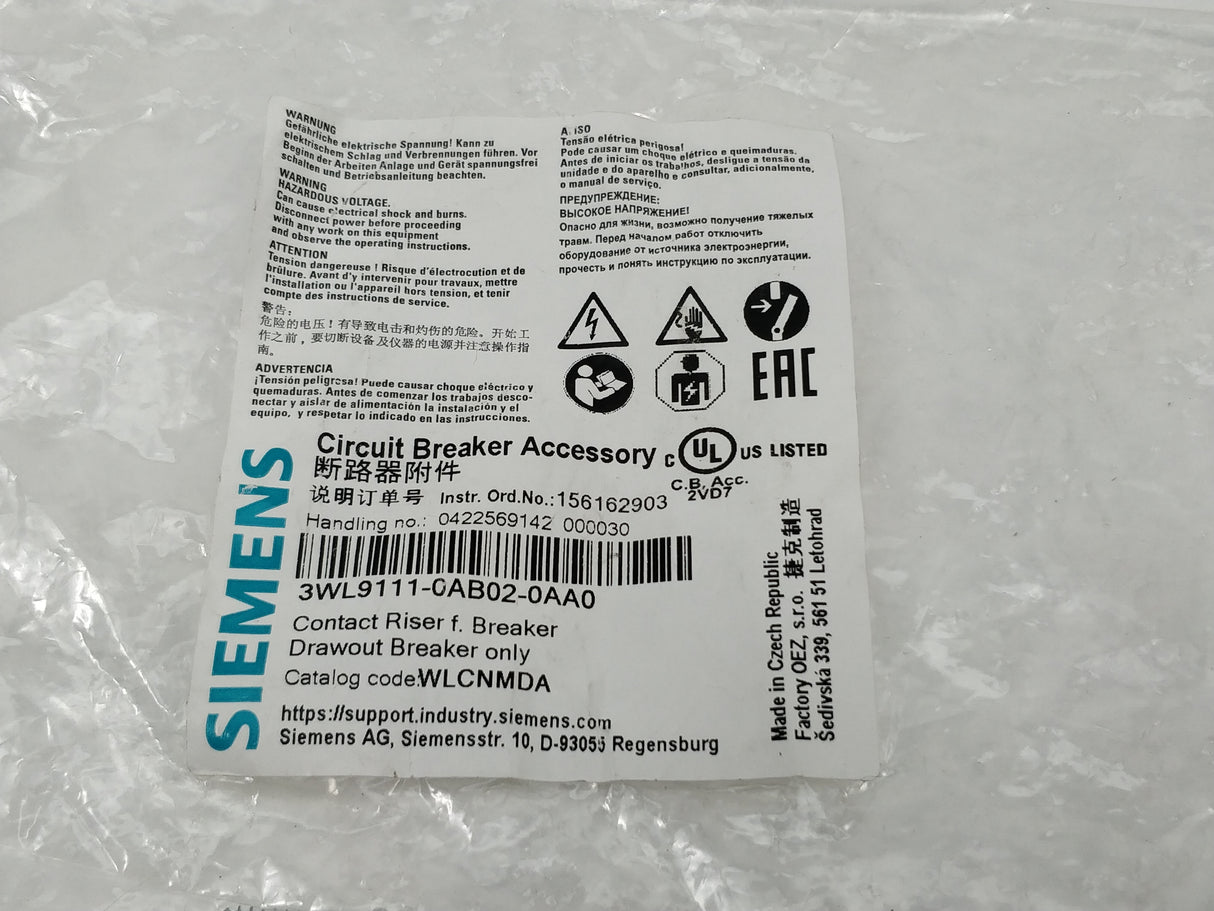 WARNUNG
Gefährliche elektrische Spannung! Kann zu
elektrischem Schlag und Verbrennungen führen. Vor
Beginn der Arbeiten Anlage und Gerät spannungsfrei
schalten und Betriebsanleitung beachten.
WARNING
HAZARDOUS VOLTAGE.
Can cause electrical shock and burns.
Disconnect power before proceeding
with any work on this equipment
and observe the operating instructions.
ATTENTION
Tension dangereuse ! Risque d'électrocution et de
brûlure. Avant d'y intervenir pour travaux, mettre
l'installation ou l'appareil hors tension, et tenir
compte des instructions de service.
警告:
危险的电压！有导致电击和灼伤的危险。开始工
作之前，要切断设备及仪器的电源并注意操作指
南。
ADVERTENCIA
¡Tensión peligrosa! Puede causar choque eléctrico y
quemaduras. Antes de comenzar los trabajos desco-
nectar y aislar de alimentación la instalación y el
equipo, y respetar lo indicado en las instrucciones.
AVISO
Tensão elétrica perigosa!
Pode causar um choque elétrico e queimaduras.
Antes de iniciar os trabalhos, desligue a tensão da
unidade e do aparelho e consultar, adicionalmente,
o manual de serviço.
ПРЕДУПРЕЖДЕНИЕ:
ВЫСОКОЕ НАПРЯЖЕНИЕ!
Опасно для жизни, возможно получение тяжелых
травм. Перед началом работ отключить
оборудование от источника электроэнергии,
прочесть и понять инструкцию по эксплуатации.
EAC
SIEMENS
Circuit Breaker Accessory
断路器附件
C UL US LISTED
C.B. Acc.
2VD7
说明订单号 Instr. Ord.No.:156162903
Handling no.: 0422569142 000030
3WL9111-0AB02-0AA0
Contact Riser f. Breaker
Drawout Breaker only
Catalog code:WLCNMDA
https://support.industry.siemens.com
Siemens AG, Siemensstr. 10, D-93055 Regensburg
Made in Czech Republic
Factory OEZ, s.r.o. 捷克制造
Šedivská 339, 561 51 Letohrad